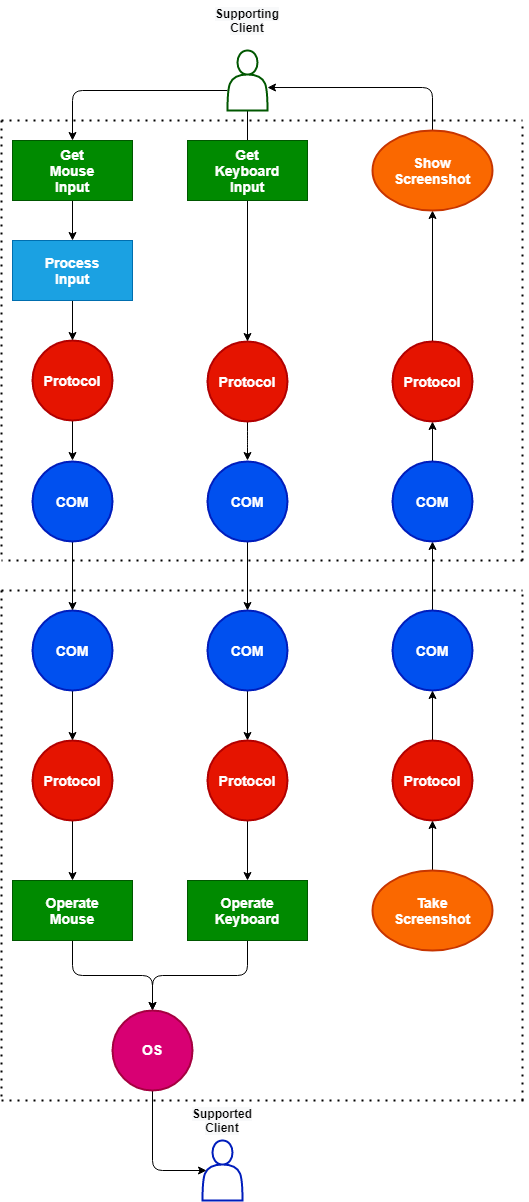 Supporting
Client
Get
Mouse
Input
Get
Keyboard
Input
Show
Screenshot
Process
Input
Protocol
Protocol
Protocol
COM
COM
COM
COM
COM
COM
Protocol
Protocol
Protocol
Operate
Mouse
Operate
Keyboard
Take
Screenshot
OS
Supported
Client